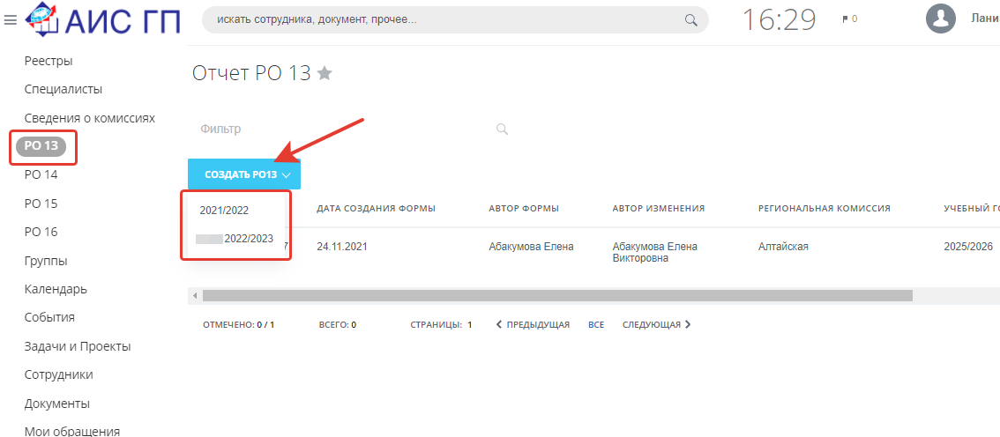 АИС ГП
искать сотрудника, документ, прочее...
16:29
0
Лани
Реестры
Специалисты
Сведения о комиссиях
РО 13
РО 14
РО 15
РО 16
Группы
Календарь
События
Задачи и Проекты
Сотрудники
Документы
Мои обращения
Отчет РО 13
Фильтр
СОЗДАТЬ РО13
2021/2022
2022/2023
ДАТА СОЗДАНИЯ ФОРМЫ
АВТОР ФОРМЫ
АВТОР ИЗМЕНЕНИЯ
РЕГИОНАЛЬНАЯ КОМИССИЯ
УЧЕБНЫЙ ГО
24.11.2021
Абакумова Елена
Абакумова Елена
Викторовна
Алтайская
2025/2026
ОТМЕЧЕНО: 0 / 1
ВСЕГО: 0
СТРАНИЦЫ: 1
ПРЕДЫДУЩАЯ
ВСЕ
СЛЕДУЮЩАЯ